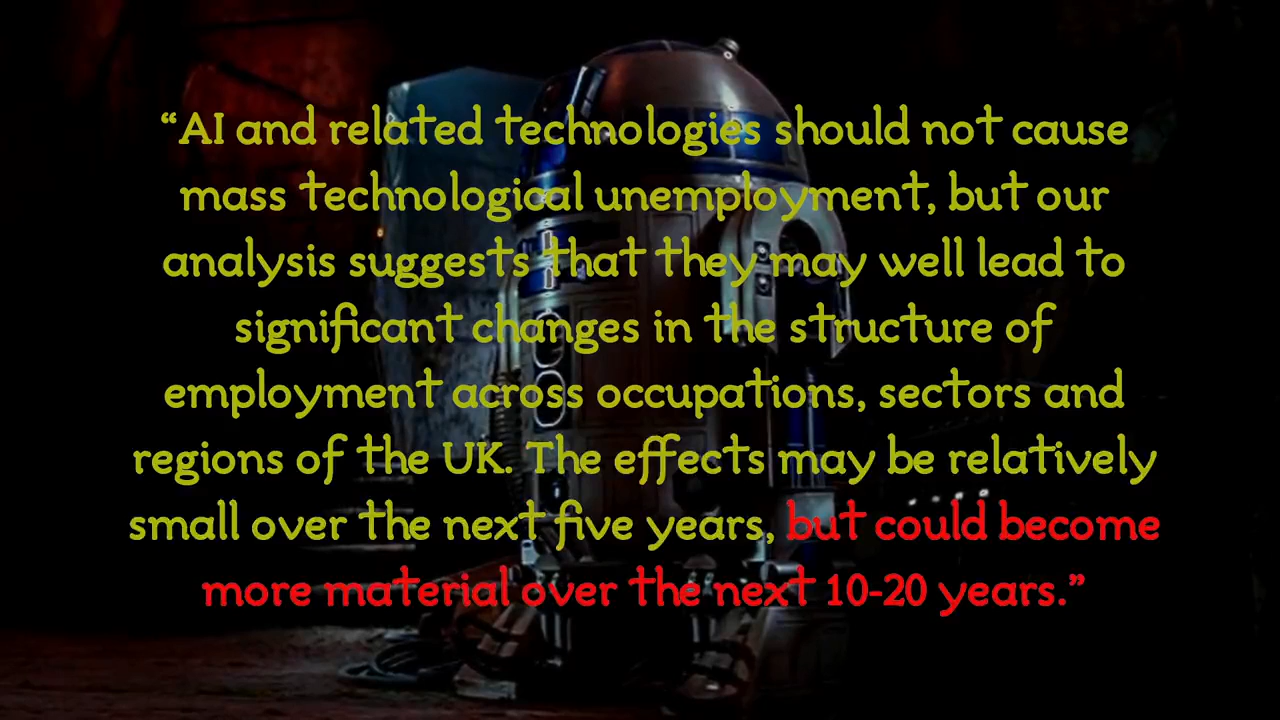 “AI and related technologies should not cause
mass technological unemployment, but our
analysis suggests that they may well lead to
significant changes in the structure of
employment across occupations, sectors and
regions of the UK. The effects may be relatively
small over the next five years, but could become
more material over the next 10-20 years.”